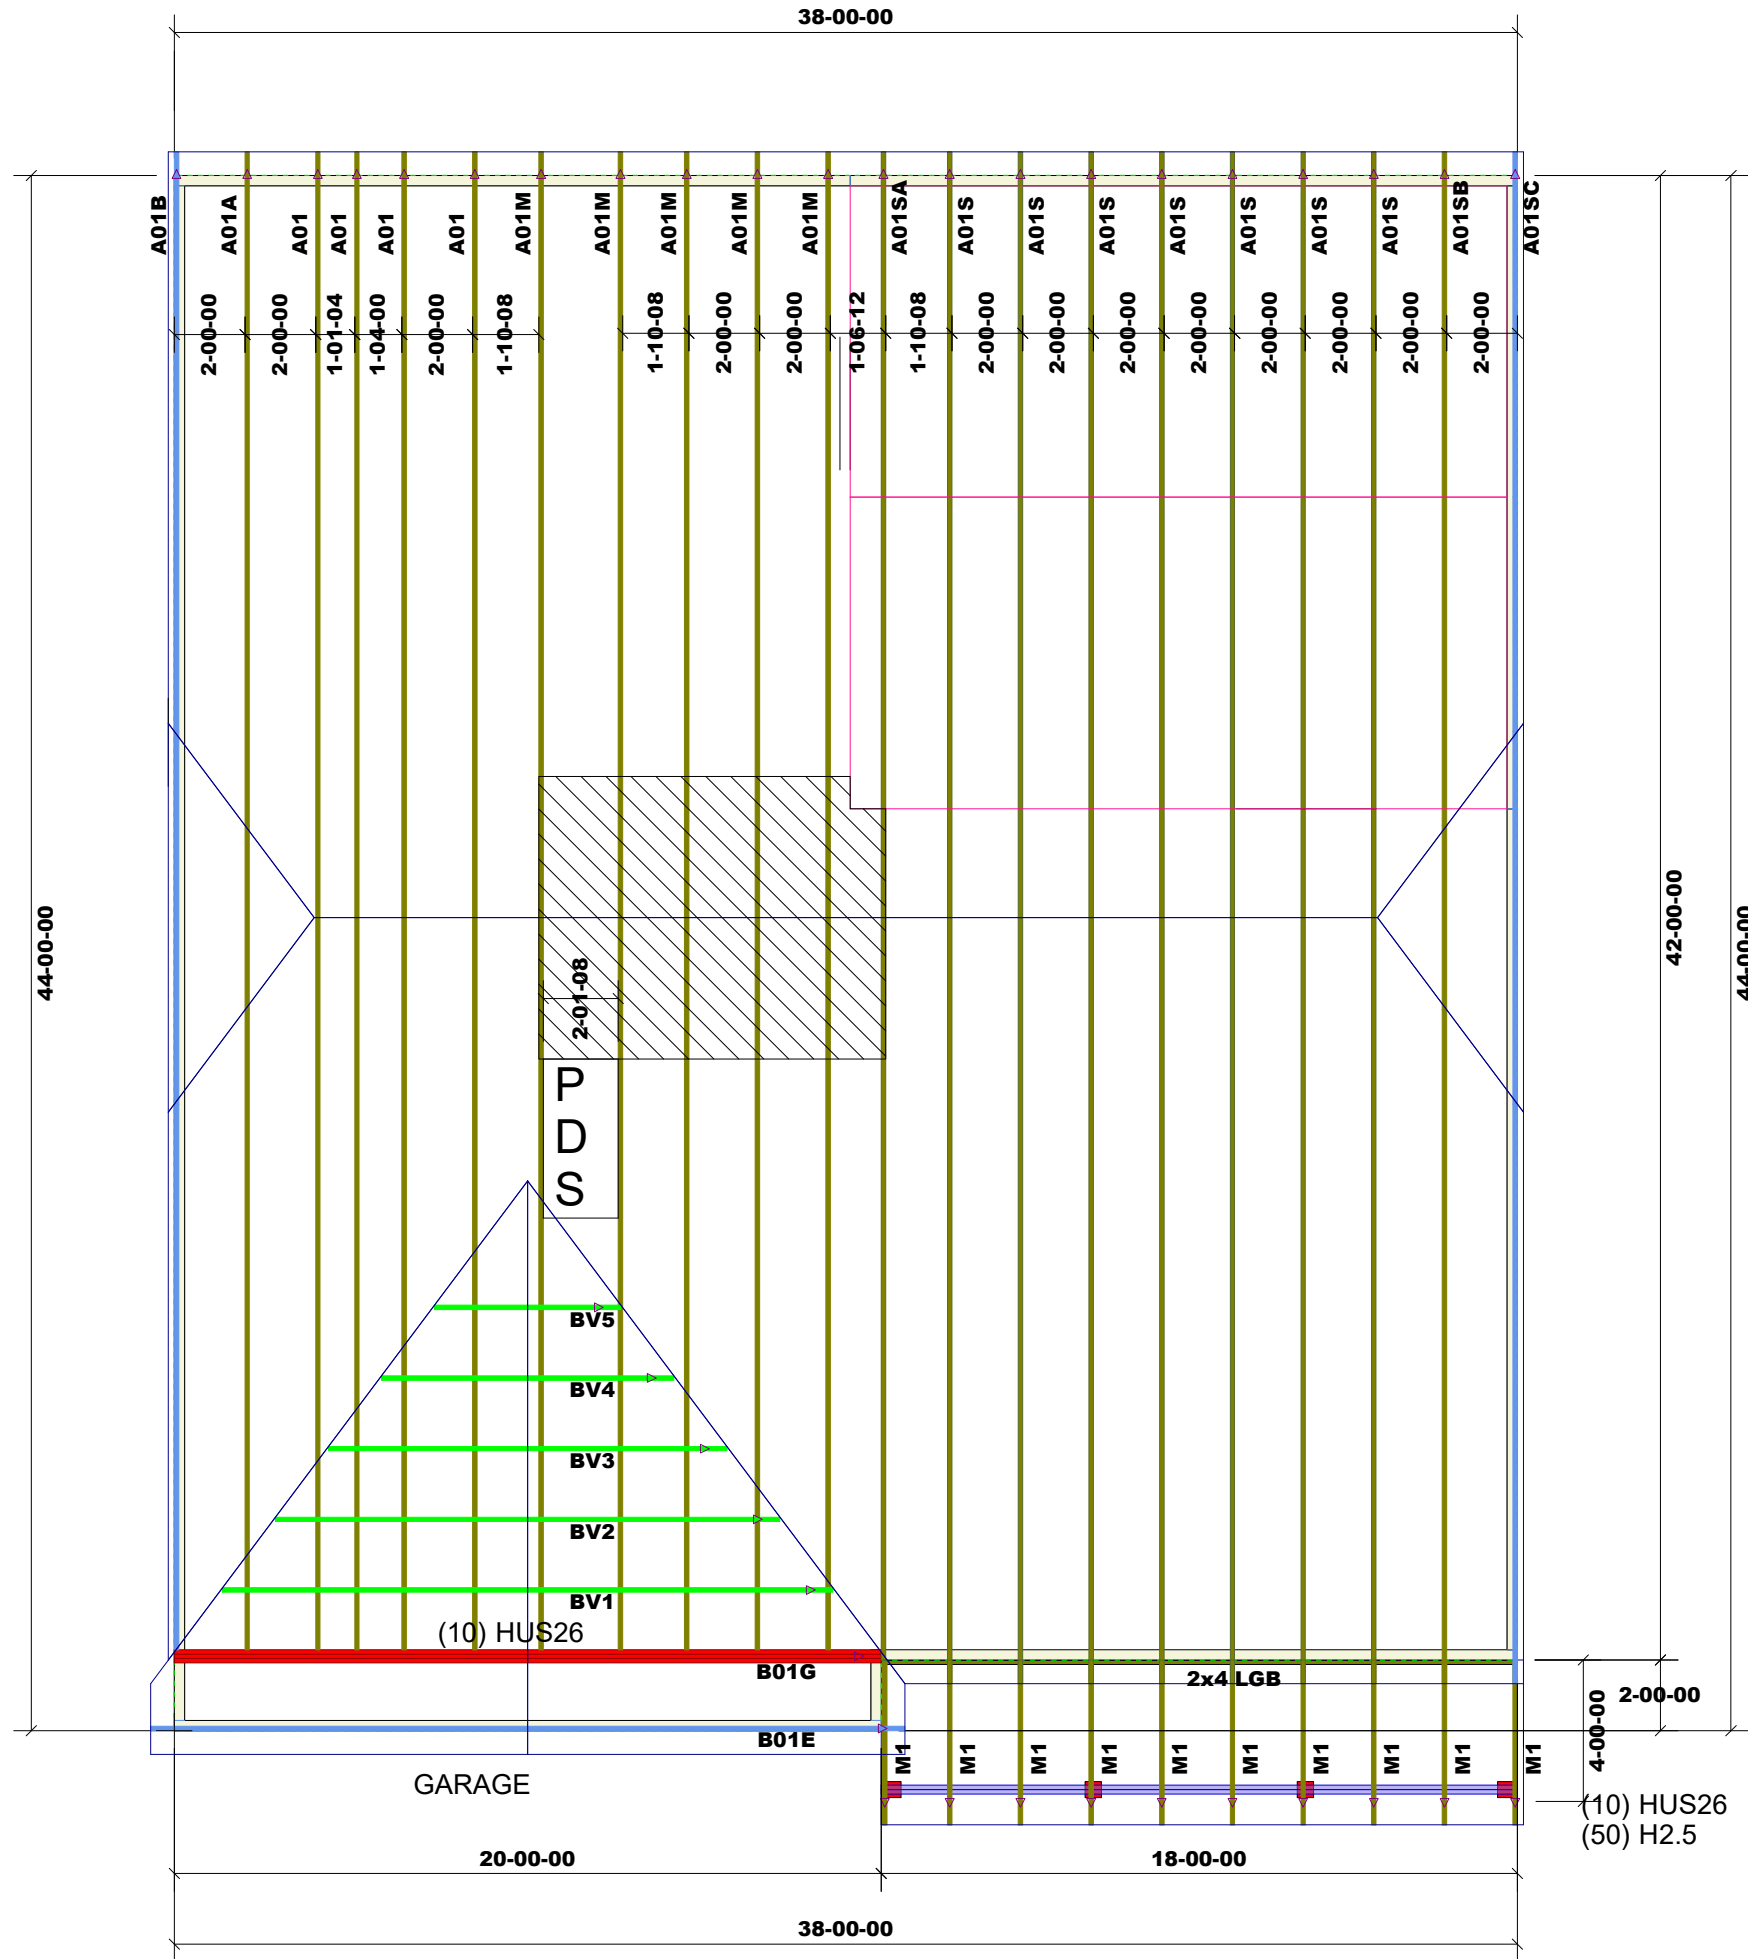 38-00-00
A01B
A01A
A01
A01
A01
A01
A01M
A01M
A01M
A01M
A01M
A01SA
A01S
A01S
A01S
A01S
A01S
A01S
A01S
A01SB
A01SC
2-00-00
2-00-00
1-01-04
1-04-00
2-00-00
1-10-08
1-10-08
2-00-00
2-00-00
1-06-12
1-10-08
2-00-00
2-00-00
2-00-00
2-00-00
2-00-00
2-00-00
2-00-00
2-00-00
44-00-00
42-00-00
44-00-00
2-01-08
P
D
S
BV5
BV4
BV3
BV2
BV1
(10) HUS26
B01G
2x4 LGB
2-00-00
4-00-00
B01E
M1
M1
M1
M1
M1
M1
M1
M1
M1
M1
GARAGE
(10) HUS26
(50) H2.5
20-00-00
18-00-00
38-00-00